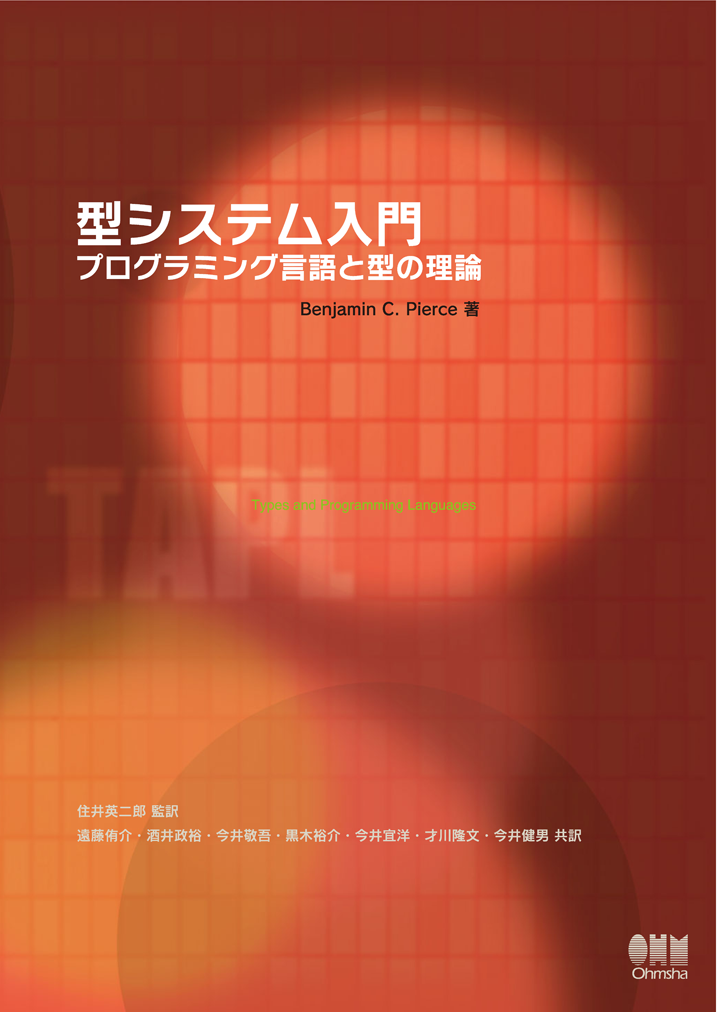 型システム入門
プログラミング言語と型の理論
Benjamin C. Pierce 著
TAPL
Types and Programming Languages
住井英二郎 監訳
遠藤侑介・酒井政裕・今井敬吾・黒木裕介・今井宜洋・才川隆文・今井健男 共訳
OHM
Ohmsha